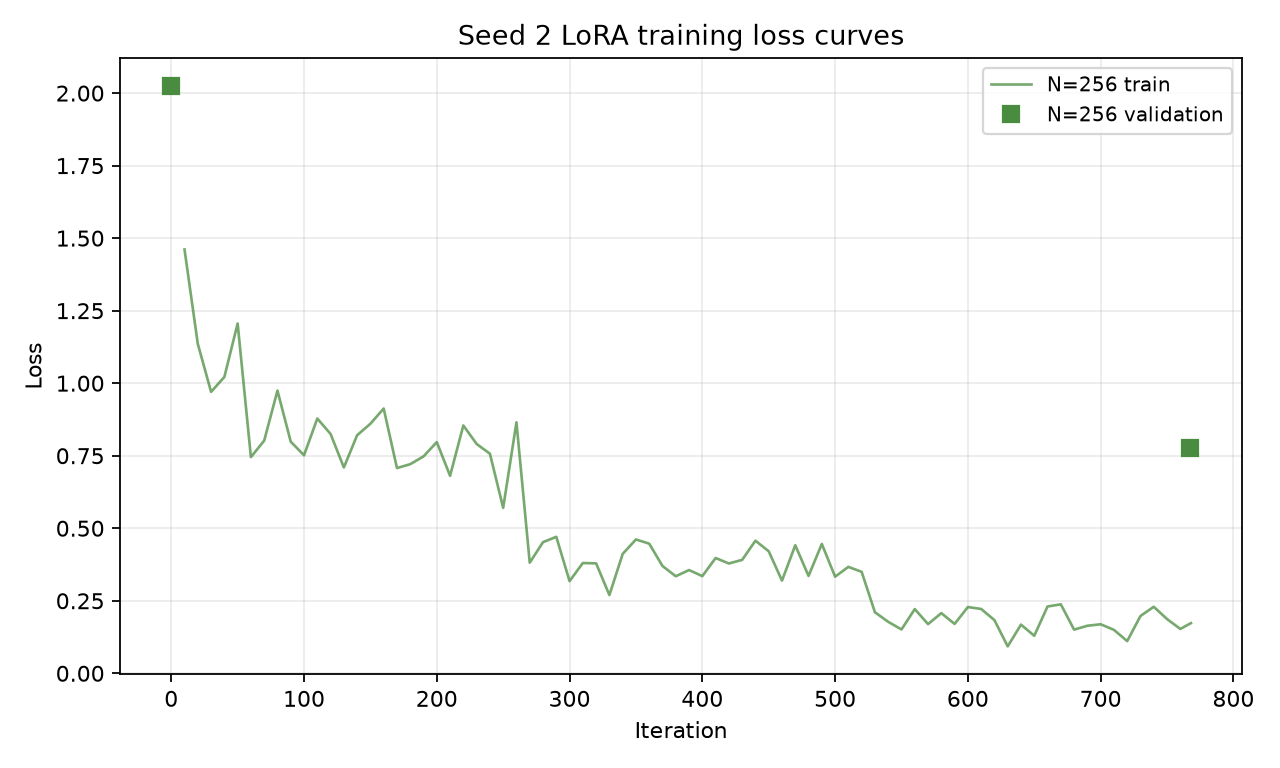 Seed 2 LoRA training loss curves
N=256 train
N=256 validation
2.00
1.75
1.50
1.25
1.00
0.75
0.50
0.25
0.00
Loss
0 100 200 300 400 500 600 700 800
Iteration